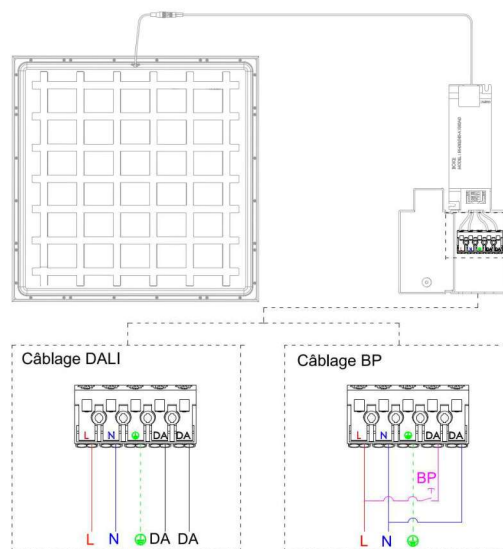 Câblage DALI
L N DA DA
L N DA DA
Câblage BP
L N DA DA
BP
L N